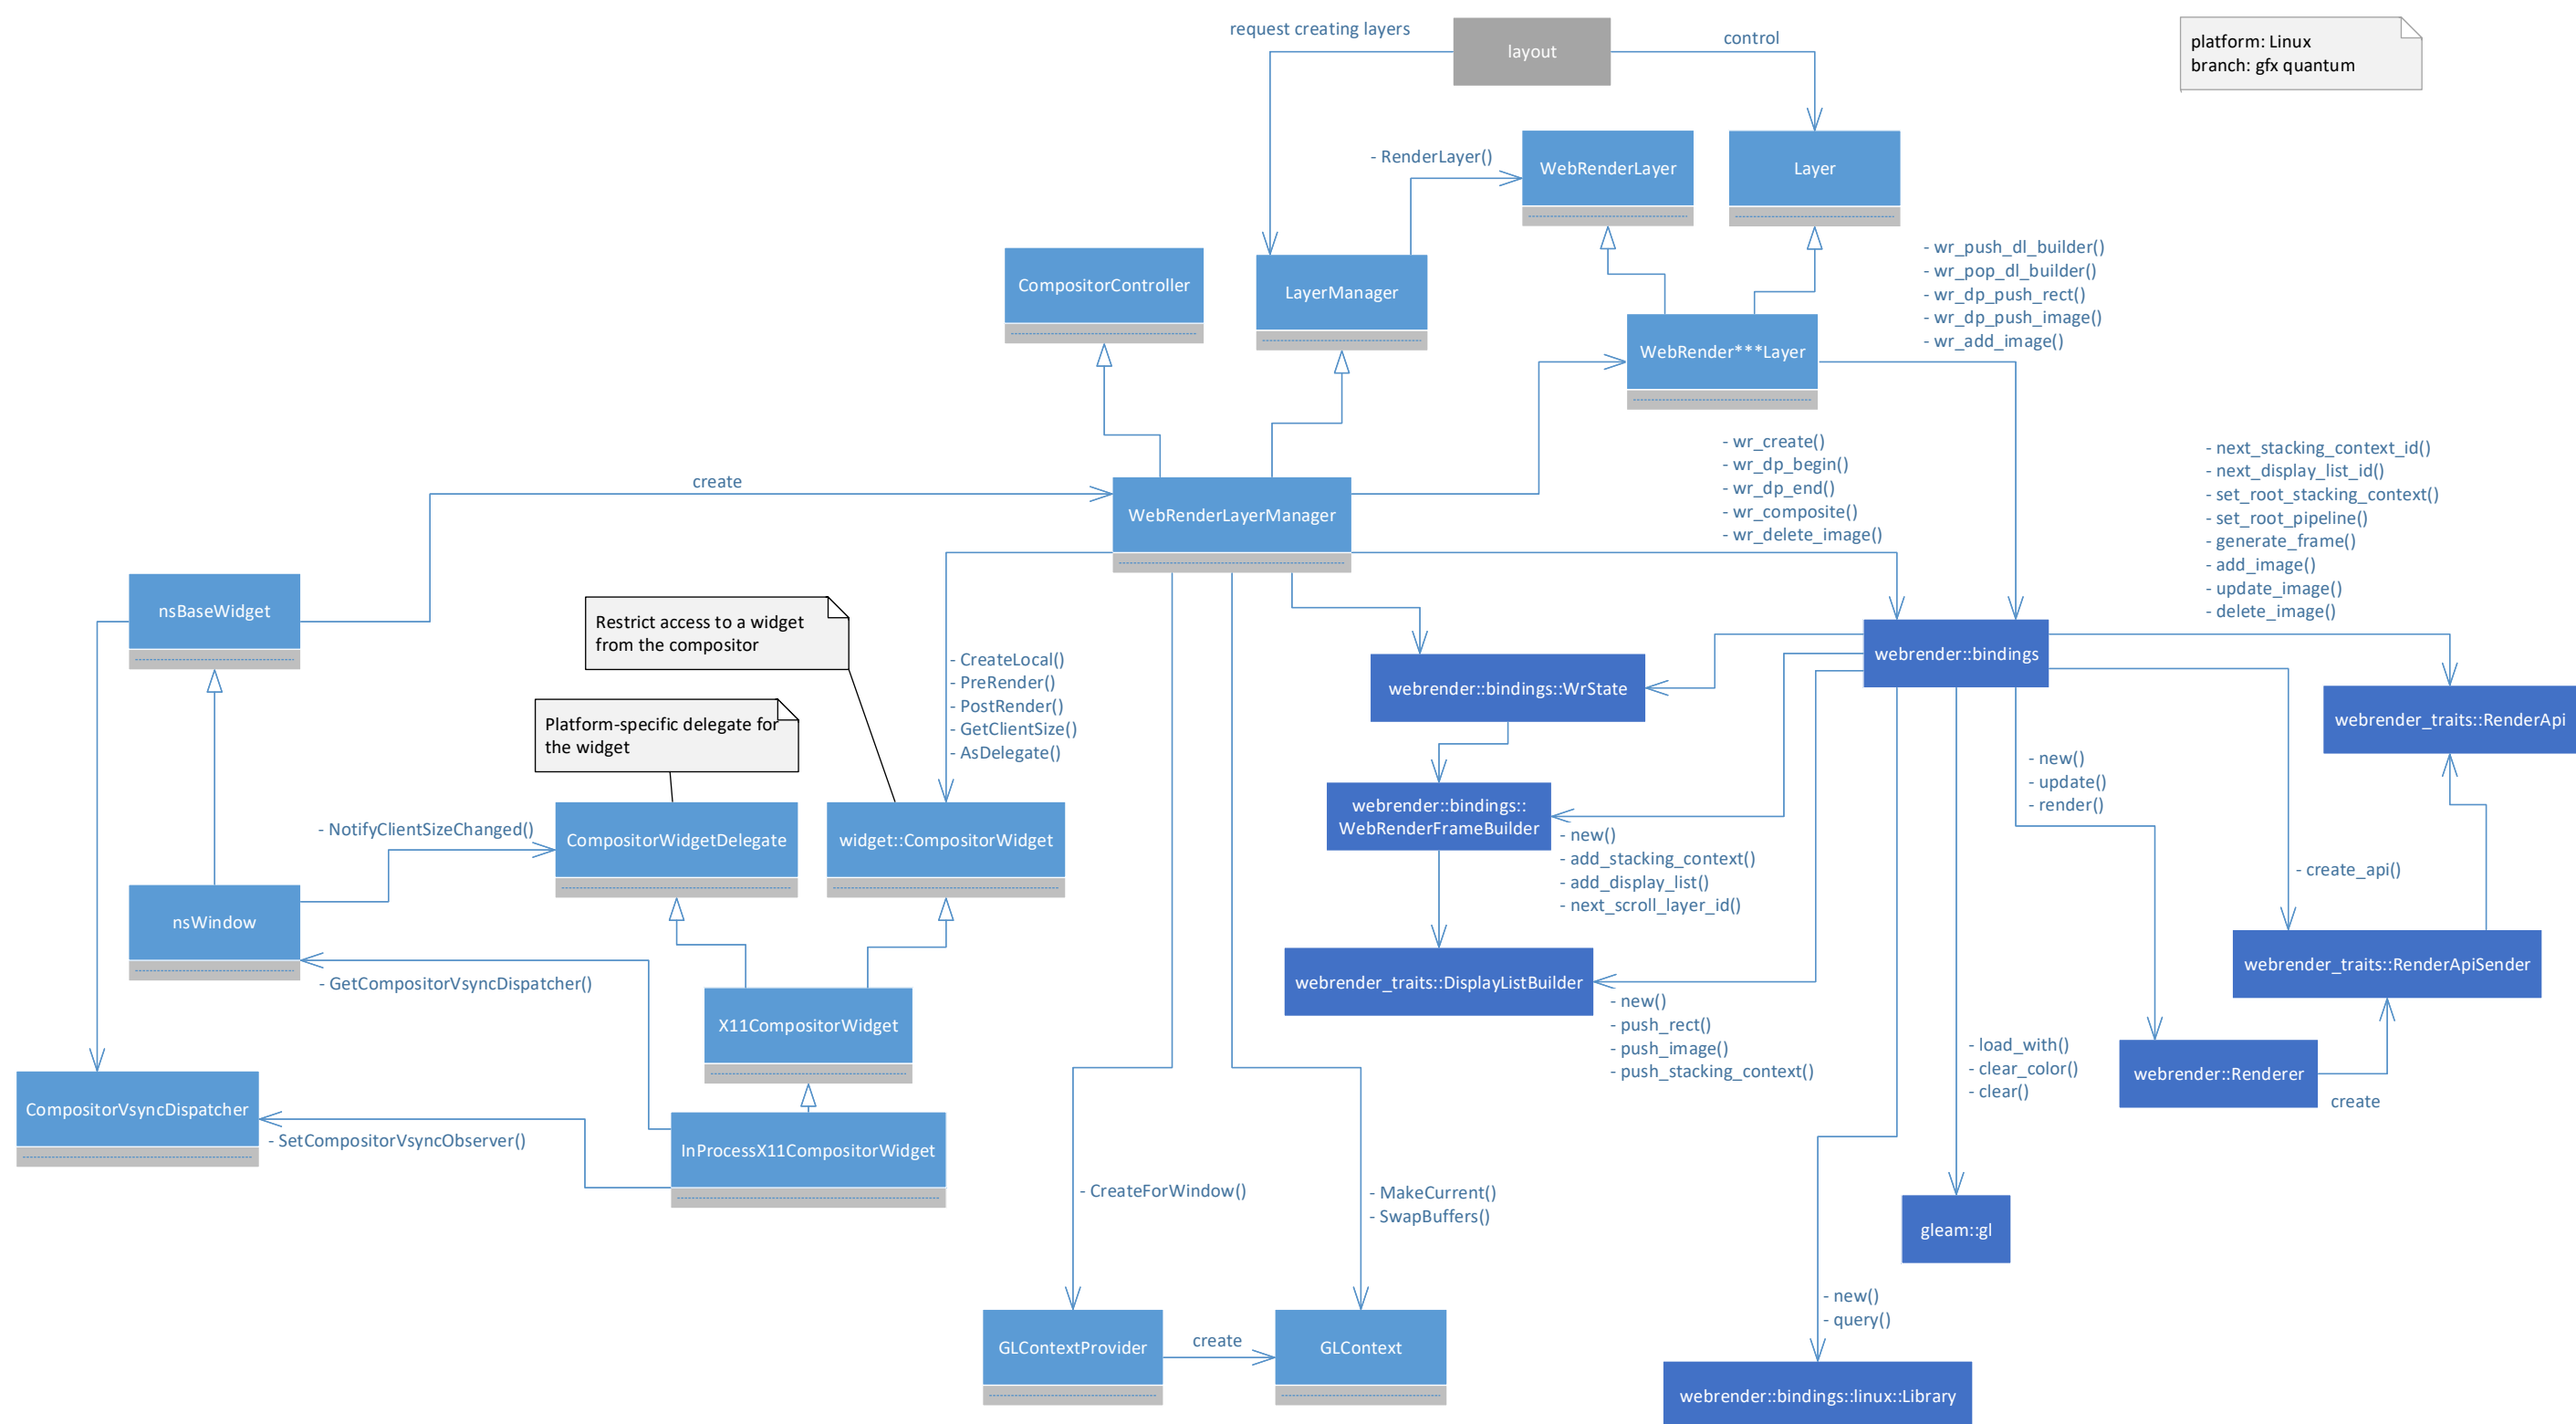 request creating layers
layout
control
platform: Linux
branch: gfx quantum
- RenderLayer()
WebRenderLayer
Layer
CompositorController
LayerManager
- wr_push_dl_builder()
- wr_pop_dl_builder()
- wr_dp_push_rect()
- wr_dp_push_image()
- wr_add_image()
WebRender***Layer
- wr_create()
- wr_dp_begin()
- wr_dp_end()
- wr_composite()
- wr_delete_image()
- next_stacking_context_id()
- next_display_list_id()
- set_root_stacking_context()
- set_root_pipeline()
- generate_frame()
- add_image()
- update_image()
- delete_image()
create
WebRenderLayerManager
nsBaseWidget
Restrict access to a widget
from the compositor
- CreateLocal()
- PreRender()
- PostRender()
- GetClientSize()
- AsDelegate()
webrender::bindings
webrender::bindings::WrState
webrender_traits::RenderApi
Platform-specific delegate for
the widget
- new()
- update()
- render()
webrender::bindings::
WebRenderFrameBuilder
- NotifyClientSizeChanged()
CompositorWidgetDelegate
widget::CompositorWidget
- new()
- add_stacking_context()
- add_display_list()
- next_scroll_layer_id()
- create_api()
nsWindow
- GetCompositorVsyncDispatcher()
webrender_traits::DisplayListBuilder
webrender_traits::RenderApiSender
- new()
- push_rect()
- push_image()
- push_stacking_context()
X11CompositorWidget
- load_with()
- clear_color()
- clear()
webrender::Renderer
create
CompositorVsyncDispatcher
- SetCompositorVsyncObserver()
InProcessX11CompositorWidget
- CreateForWindow()
- MakeCurrent()
- SwapBuffers()
gleam::gl
- new()
- query()
GLContextProvider
create
GLContext
webrender::bindings::linux::Library